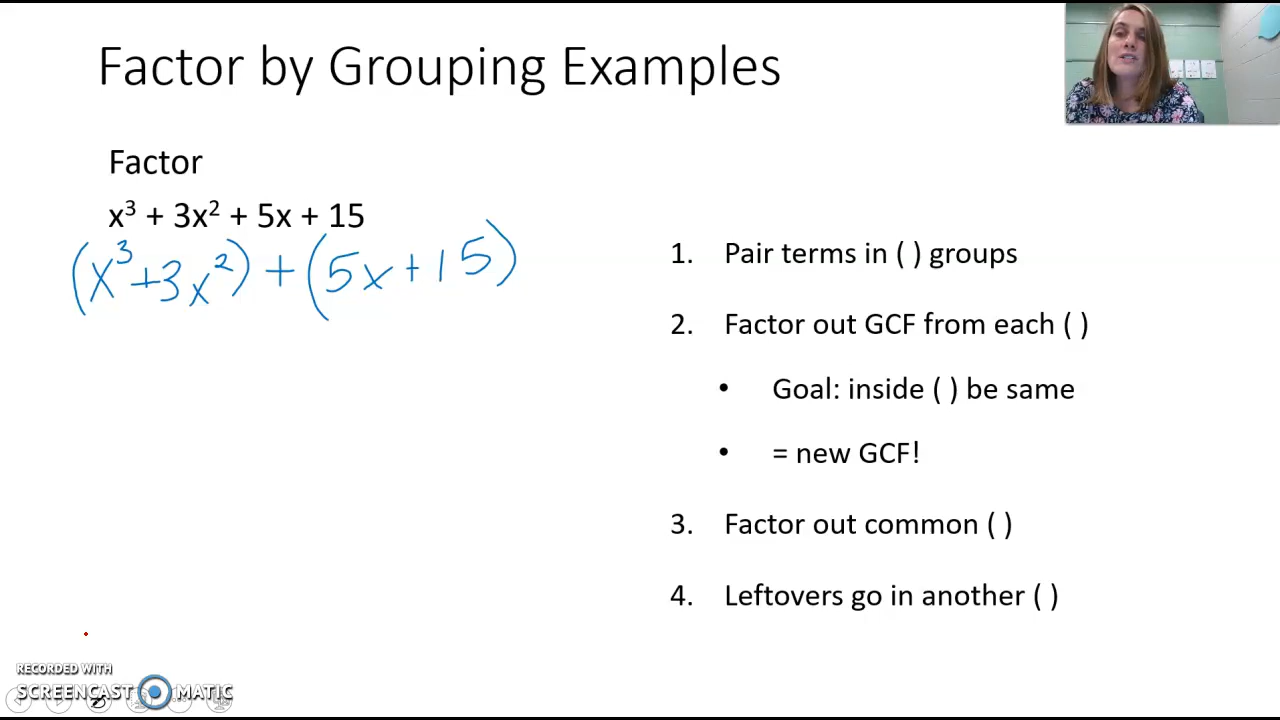 Factor by Grouping Examples
Factor
x³ + 3x² + 5x + 15
(x³+3x²)+(5x+15)
1. Pair terms in ( ) groups
2. Factor out GCF from each ( )
• Goal: inside ( ) be same
• = new GCF!
3. Factor out common ( )
4. Leftovers go in another ( )
RECORDED WITH
SCREENCAST MATIC